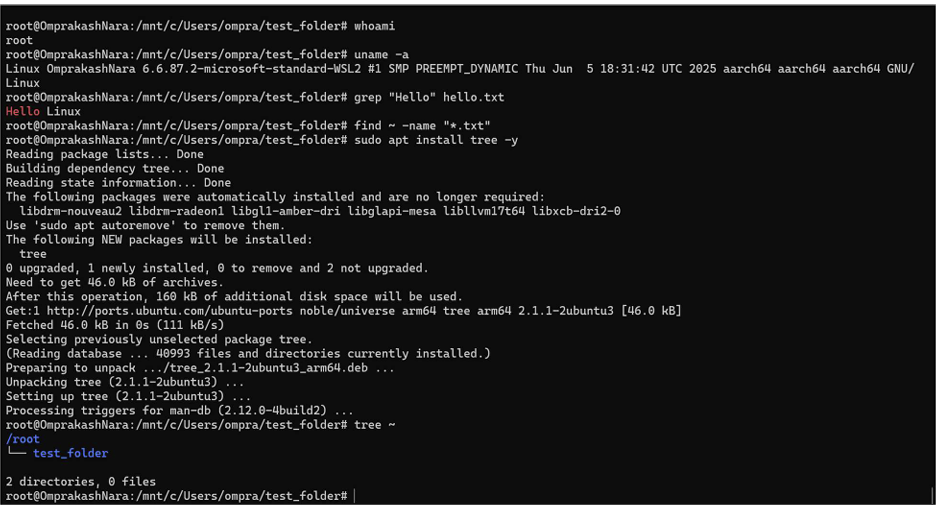 root@OmprakashNara:/mnt/c/Users/ompra/test_folder# whoami
root
root@OmprakashNara:/mnt/c/Users/ompra/test_folder# uname -a
Linux OmprakashNara 6.6.87.2-microsoft-standard-WSL2 #1 SMP PREEMPT_DYNAMIC Thu Jun  5 18:31:42 UTC 2025 aarch64 aarch64 aarch64 GNU/
Linux
root@OmprakashNara:/mnt/c/Users/ompra/test_folder# grep "Hello" hello.txt
Hello Linux
root@OmprakashNara:/mnt/c/Users/ompra/test_folder# find ~ -name "*.txt"
root@OmprakashNara:/mnt/c/Users/ompra/test_folder# sudo apt install tree -y
Reading package lists... Done
Building dependency tree... Done
Reading state information... Done
The following packages were automatically installed and are no longer required:
  libdrm-nouveau2 libdrm-radeon1 libgl1-amber-dri libglapi-mesa libllvm17t64 libxcb-dri2-0
Use 'sudo apt autoremove' to remove them.
The following NEW packages will be installed:
  tree
0 upgraded, 1 newly installed, 0 to remove and 2 not upgraded.
Need to get 46.0 kB of archives.
After this operation, 160 kB of additional disk space will be used.
Get:1 http://ports.ubuntu.com/ubuntu-ports noble/universe arm64 tree arm64 2.1.1-2ubuntu3 [46.0 kB]
Fetched 46.0 kB in 0s (111 kB/s)
Selecting previously unselected package tree.
(Reading database ... 40993 files and directories currently installed.)
Preparing to unpack .../tree_2.1.1-2ubuntu3_arm64.deb ...
Unpacking tree (2.1.1-2ubuntu3) ...
Setting up tree (2.1.1-2ubuntu3) ...
Processing triggers for man-db (2.12.0-4build2) ...
root@OmprakashNara:/mnt/c/Users/ompra/test_folder# tree ~
/root
└── test_folder
2 directories, 0 files
root@OmprakashNara:/mnt/c/Users/ompra/test_folder#